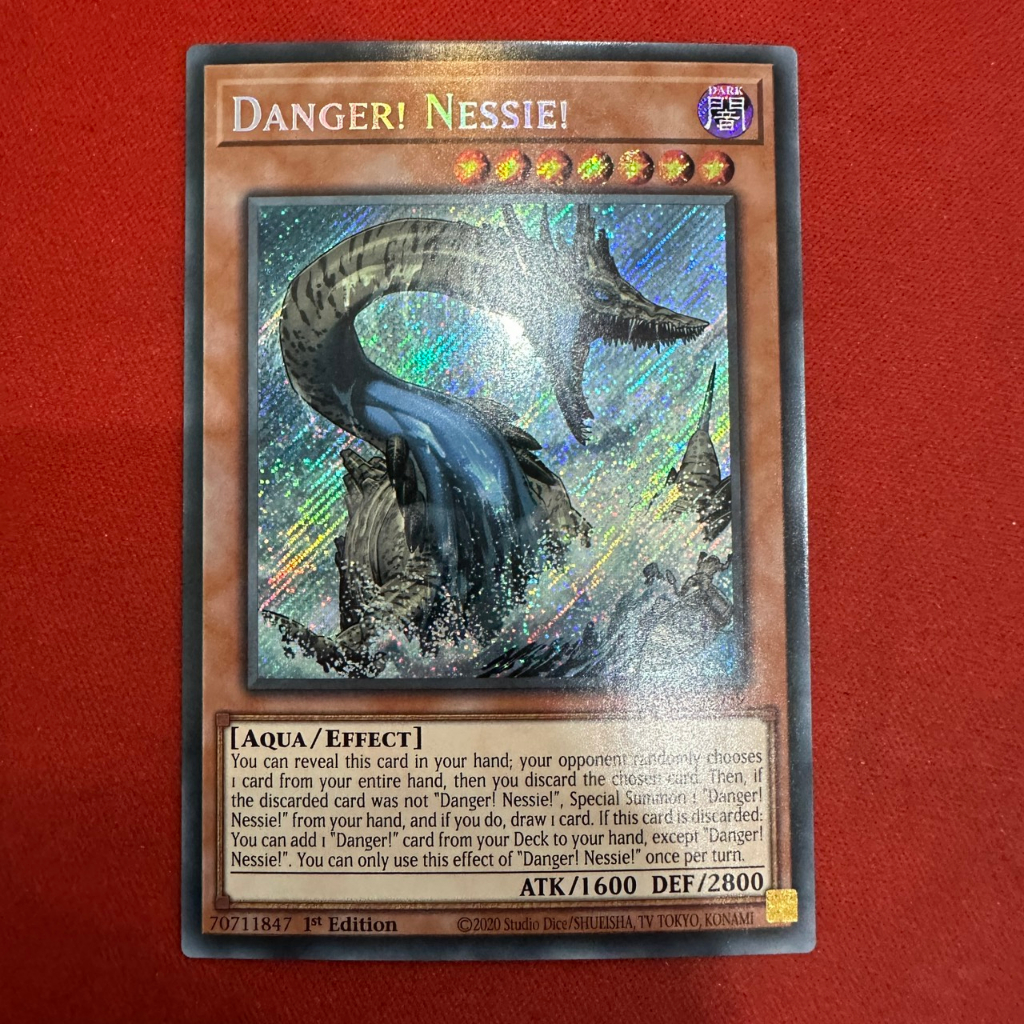 DANGER! NESSIE!
DARK
闇
[AQUA/EFFECT]
You can reveal this card in your hand; your opponent randomly chooses
1 card from your entire hand, then you discard the chosen card. Then, if
the discarded card was not "Danger! Nessie!", Special Summon 1 "Danger!
Nessie!" from your hand, and if you do, draw 1 card. If this card is discarded:
You can add 1 "Danger!" card from your Deck to your hand, except "Danger!
Nessie!". You can only use this effect of "Danger! Nessie!" once per turn.
ATK/1600 DEF/2800
70711847 1st Edition ©2020 Studio Dice/SHUEISHA, TV TOKYO, KONAMI